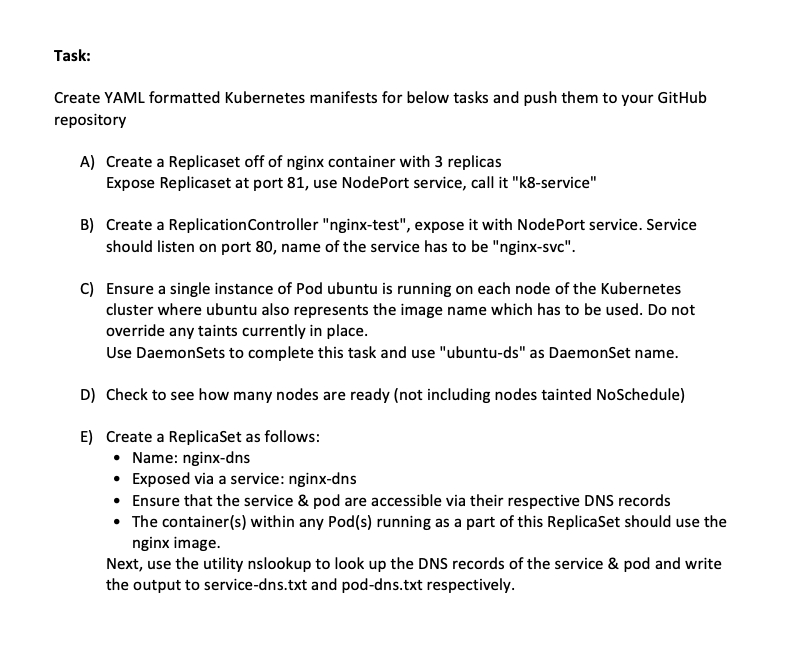 Task:
Create YAML formatted Kubernetes manifests for below tasks and push them to your GitHub
repository
A) Create a Replicaset off of nginx container with 3 replicas
Expose Replicaset at port 81, use NodePort service, call it "k8-service"
B) Create a ReplicationController "nginx-test", expose it with NodePort service. Service
should listen on port 80, name of the service has to be "nginx-svc".
C) Ensure a single instance of Pod ubuntu is running on each node of the Kubernetes
cluster where ubuntu also represents the image name which has to be used. Do not
override any taints currently in place.
Use DaemonSets to complete this task and use "ubuntu-ds" as DaemonSet name.
D) Check to see how many nodes are ready (not including nodes tainted NoSchedule)
E) Create a ReplicaSet as follows:
• Name: nginx-dns
• Exposed via a service: nginx-dns
• Ensure that the service & pod are accessible via their respective DNS records
• The container(s) within any Pod(s) running as a part of this ReplicaSet should use the
nginx image.
Next, use the utility nslookup to look up the DNS records of the service & pod and write
the output to service-dns.txt and pod-dns.txt respectively.